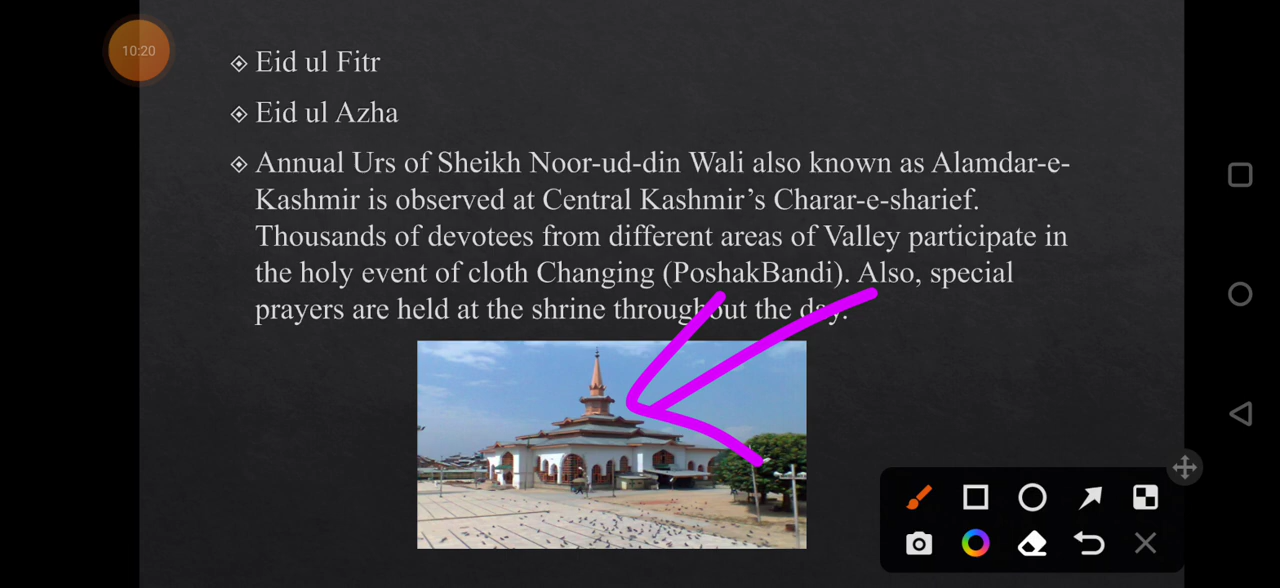 10:20
Eid ul Fitr
Eid ul Azha
Annual Urs of Sheikh Noor-ud-din Wali also known as Alamdar-e-
Kashmir is observed at Central Kashmir's Charar-e-sharief.
Thousands of devotees from different areas of Valley participate in
the holy event of cloth Changing (PoshakBandi). Also, special
prayers are held at the shrine throughout the day.